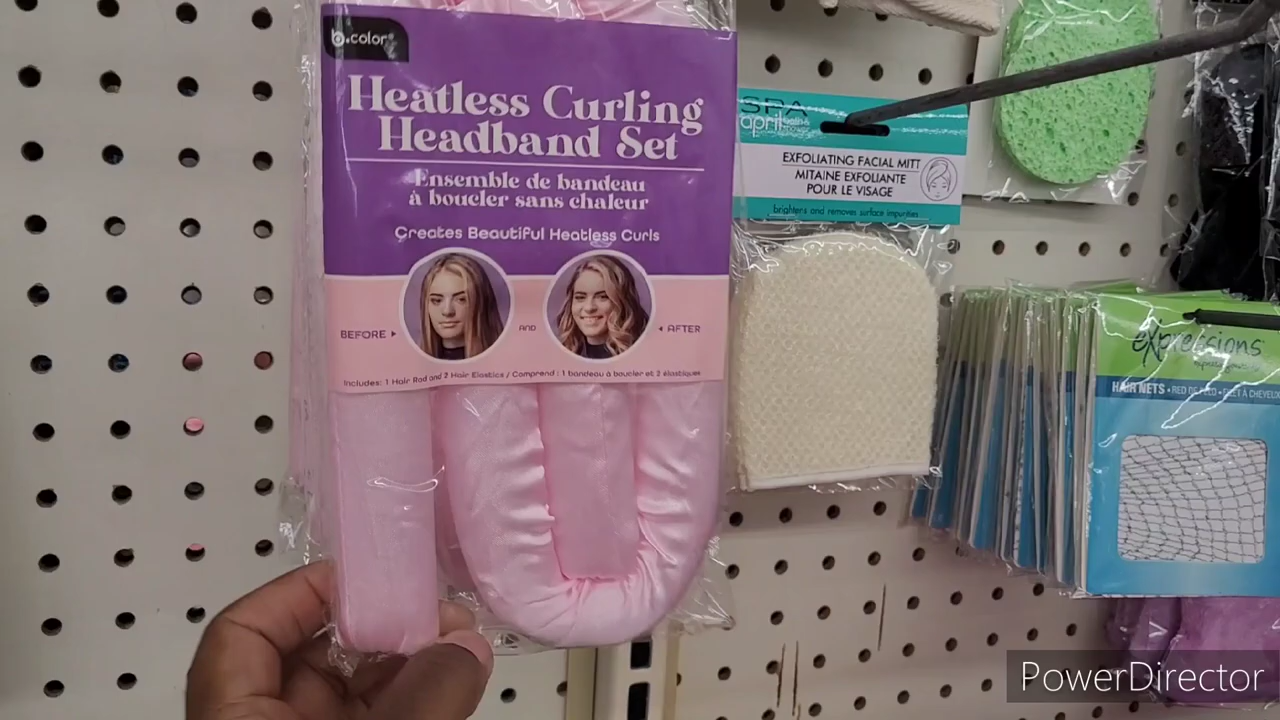 b.color
Heatless Curling
Headband Set
Ensemble de bandeau
à boucler sans chaleur
Creates Beautiful Heatless Curls
BEFORE
AND
AFTER
Includes: 1 Hair Rod and 2 Hair Elastics / Comprend : 1 bandeau à boucler et 2 élastiques
SPA
april
EXFOLIATING FACIAL MITT
MITAINE EXFOLIANTE
POUR LE VISAGE
brightens and removes surface impurities
expressions
HAIR NETS •
PowerDirector